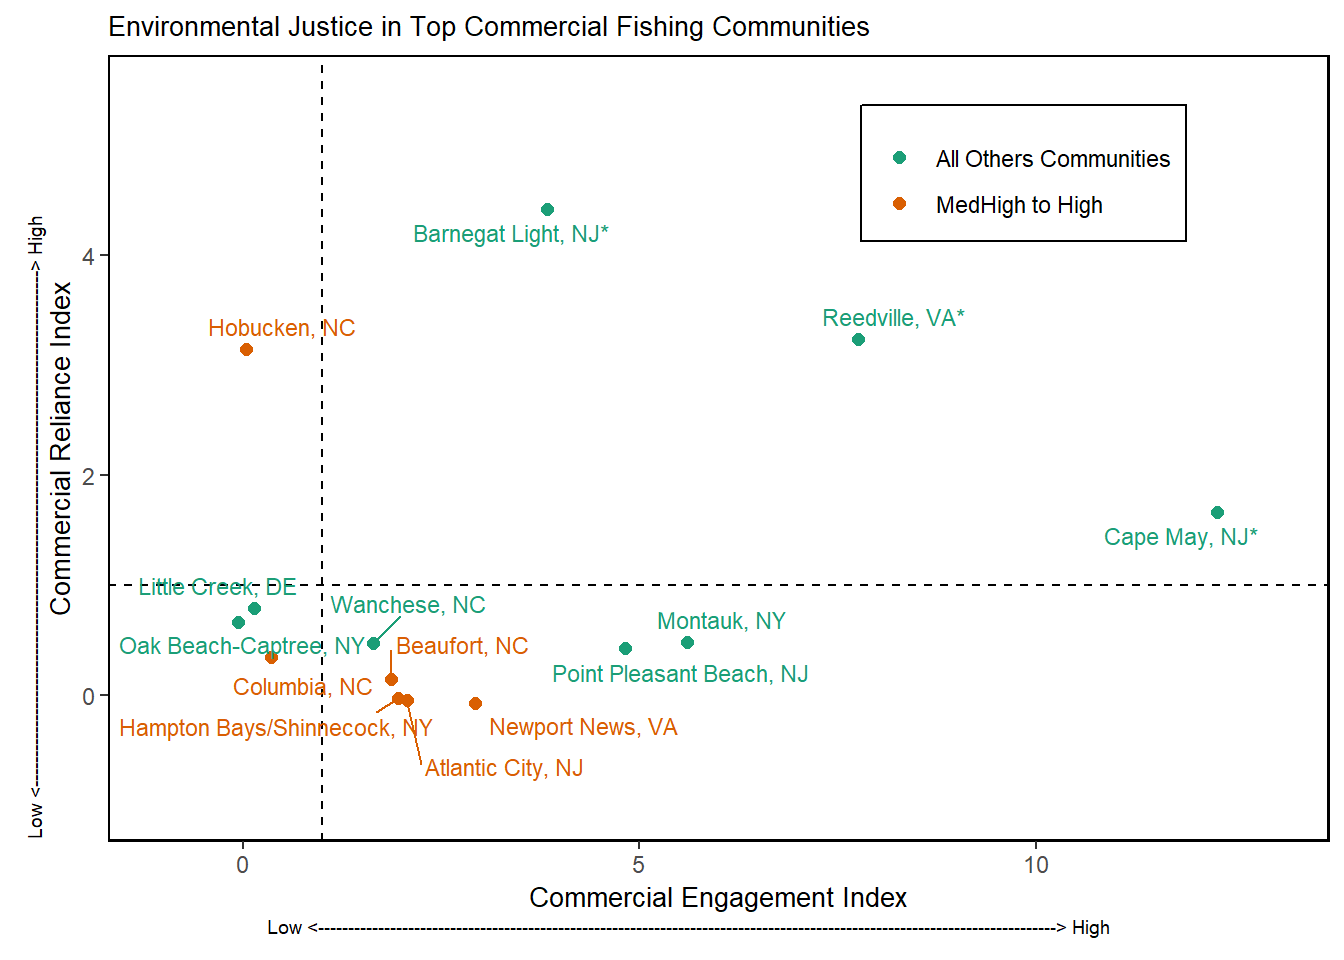 Environmental Justice in Top Commercial Fishing Communities
All Others Communities
MedHigh to High
Barnegat Light, NJ*
Reedville, VA*
Hobucken, NC
Cape May, NJ*
Little Creek, DE
Wanchese, NC
Montauk, NY
Oak Beach-Captree, NY
Beaufort, NC
Point Pleasant Beach, NJ
Columbia, NC
Hampton Bays/Shinnecock, NY
Newport News, VA
Atlantic City, NJ
4
2
0
Commercial Reliance Index
Low <----------------------------------------------------------------------------------------> High
0
5
10
Commercial Engagement Index
Low <---------------------------------------------------------------------------------------------------------------------------> High